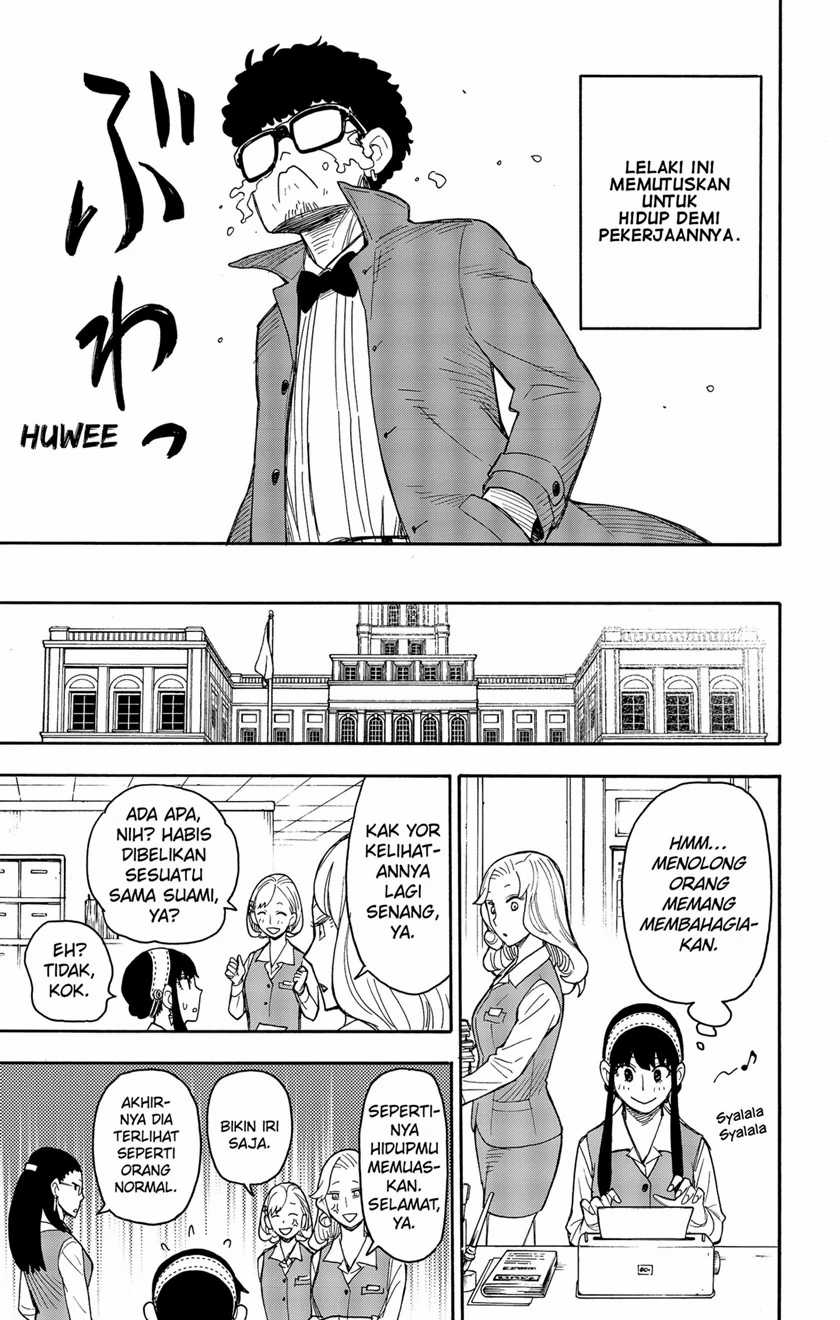 LELAKI INI
MEMUTUSKAN
UNTUK
HIDUP DEMI
PEKERJAANNYA.
ぶわっ
HUWEE
HMM...
MENOLONG
ORANG
MEMANG
MEMBAHAGIA-
KAN.
Syalala
Syalala
KAK YOR
KELIHAT-
ANNYA
LAGI
SENANG,
YA.
ADA APA,
NIH? HABIS
DIBELIKAN
SESUATU
SAMA SUAMI,
YA?
EH?
TIDAK,
KOK.
SEPERTI-
NYA
HIDUPMU
MEMUAS-
KAN.
SELAMAT,
YA.
BIKIN IRI
SAJA.
AKHIR-
NYA DIA
TERLIHAT
SEPERTI
ORANG
NORMAL.